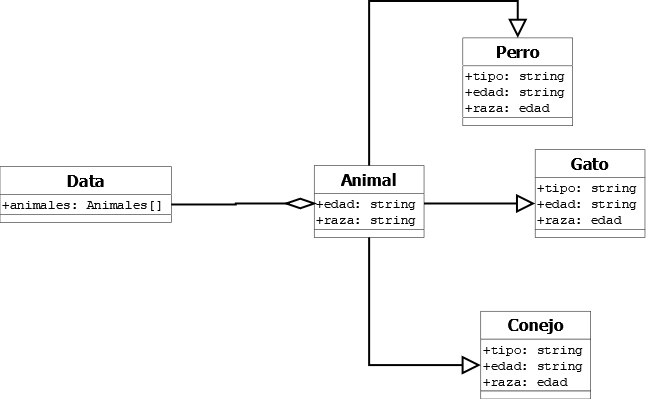 Perro
+tipo: string
+edad: string
+raza: edad
Gato
+tipo: string
+edad: string
+raza: edad
Data
+animales: Animales[]
Animal
+edad: string
+raza: string
Conejo
+tipo: string
+edad: string
+raza: edad